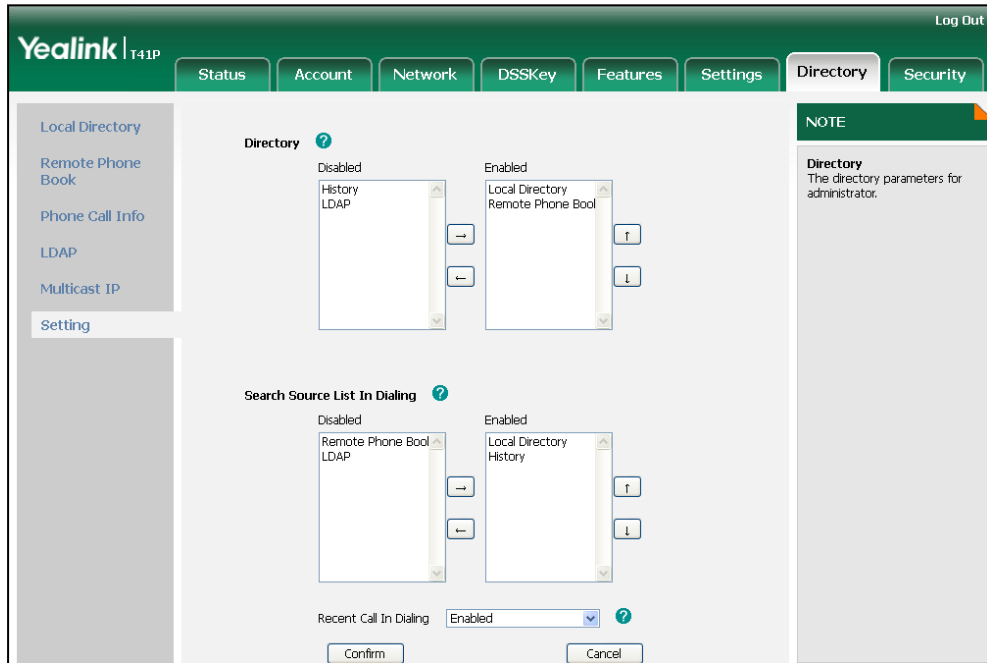 Log Out
Yealink T41P
Status Account Network DSSKey Features Settings Directory Security
Local Directory
Remote Phone
Book
Phone Call Info
LDAP
Multicast IP
Setting
Directory ?
Disabled Enabled
History
LDAP
→
←
Local Directory
Remote Phone Bool
↑
↓
Search Source List In Dialing ?
Disabled Enabled
Remote Phone Bool
LDAP
→
←
Local Directory
History
↑
↓
Recent Call In Dialing Enabled ?
Confirm Cancel
NOTE
Directory
The directory parameters for
administrator.